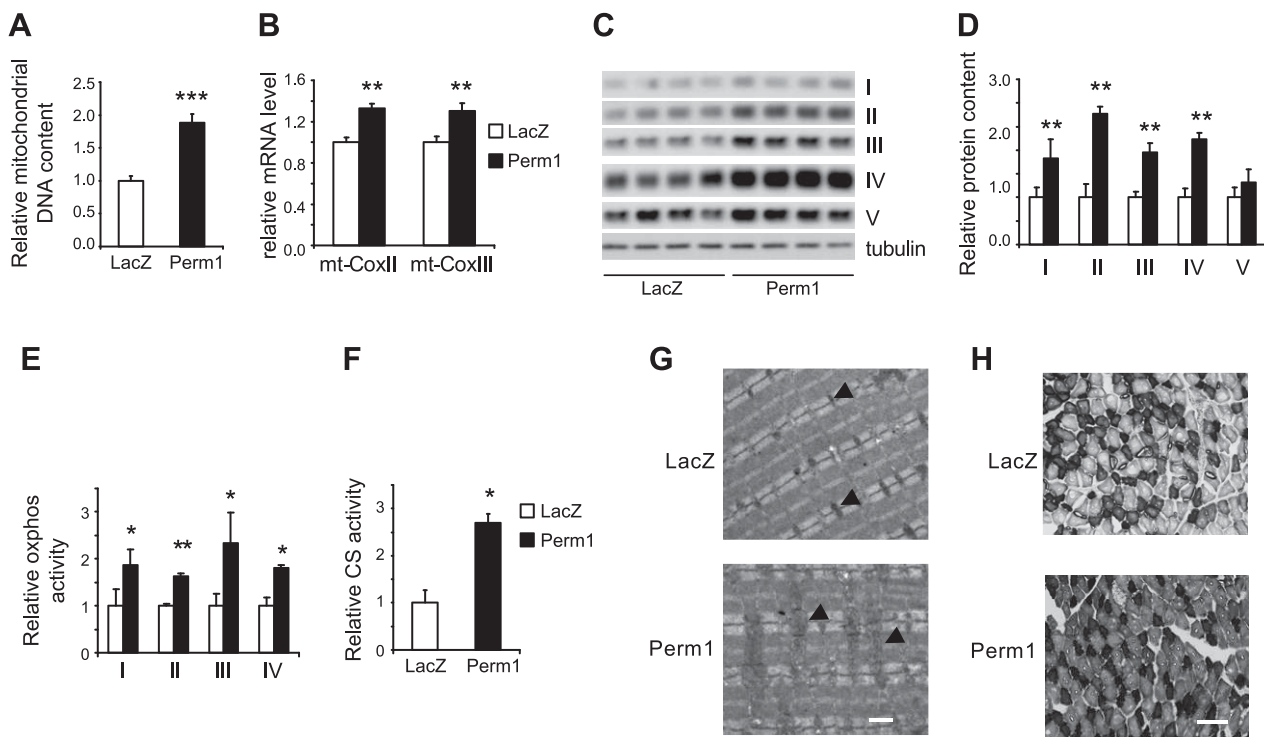 A
Relative mitochondrial
DNA content
2.5
2.0
1.5
1.0
0.5
0.0
***
LacZ
Perm1
B
relative mRNA level
1.6
1.2
0.8
0.4
0.0
**
**
mt-CoxII
mt-CoxIII
LacZ
Perm1
C
I
II
III
IV
V
tubulin
LacZ
Perm1
D
Relative protein content
3.0
2.0
1.0
0.0
**
**
**
**
I
II
III
IV
V
E
Relative oxphos
activity
3
2
1
0
*
**
*
*
I
II
III
IV
F
Relative CS activity
3
2
1
0
*
LacZ
Perm1
LacZ
Perm1
G
LacZ
Perm1
H
LacZ
Perm1